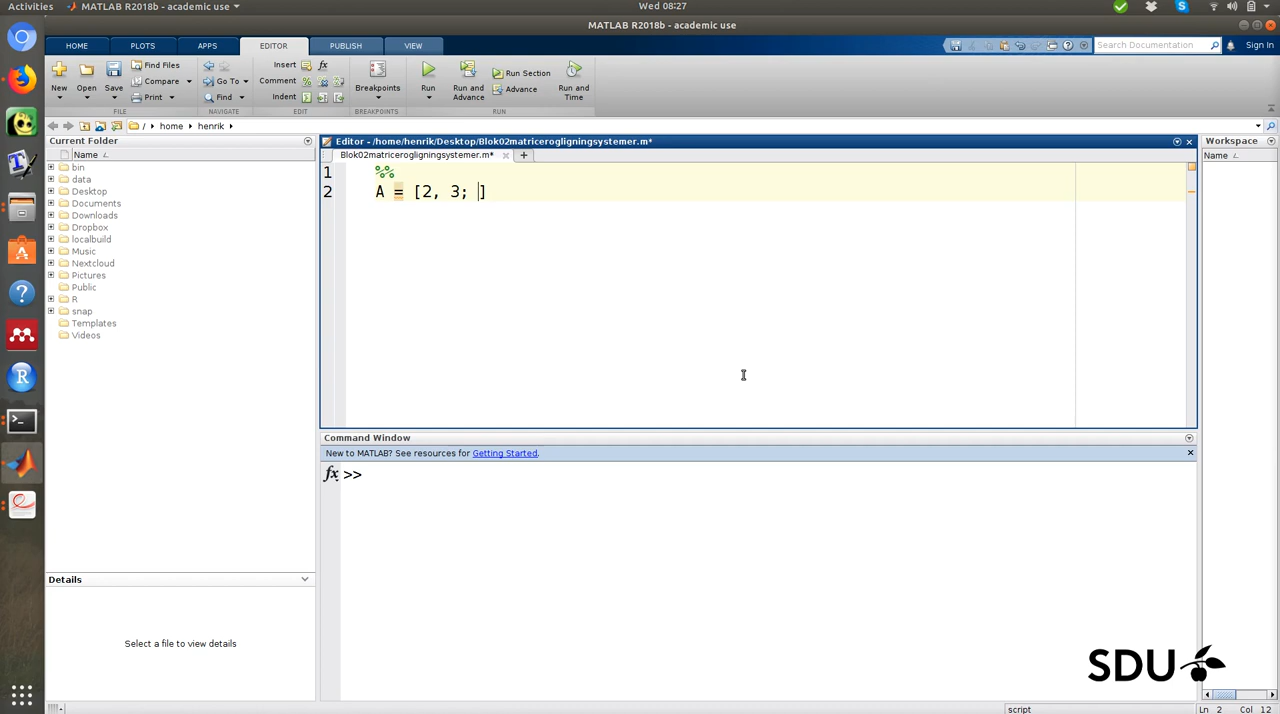 Activities MATLAB R2018b - academic use Wed 08:27
MATLAB R2018b - academic use
HOME PLOTS APPS EDITOR PUBLISH VIEW Search Documentation Sign In
New Open Save Find Files Compare Print Go To Find Insert fx Comment Indent Breakpoints Run Run and Advance Run Section Advance Run and Time
FILE NAVIGATE EDIT BREAKPOINTS RUN
/ home henrik
Current Folder
Name
bin
data
Desktop
Documents
Downloads
Dropbox
localbuild
Music
Nextcloud
Pictures
Public
R
snap
Templates
Videos
Details
Select a file to view details
Editor - /home/henrik/Desktop/Blok02matricerogligningsystemer.m*
Blok02matricerogligningsystemer.m*
1 %%
2 A = [2, 3; ]
Command Window
New to MATLAB? See resources for Getting Started.
fx >>
Workspace
Name
SDU
script Ln 2 Col 12